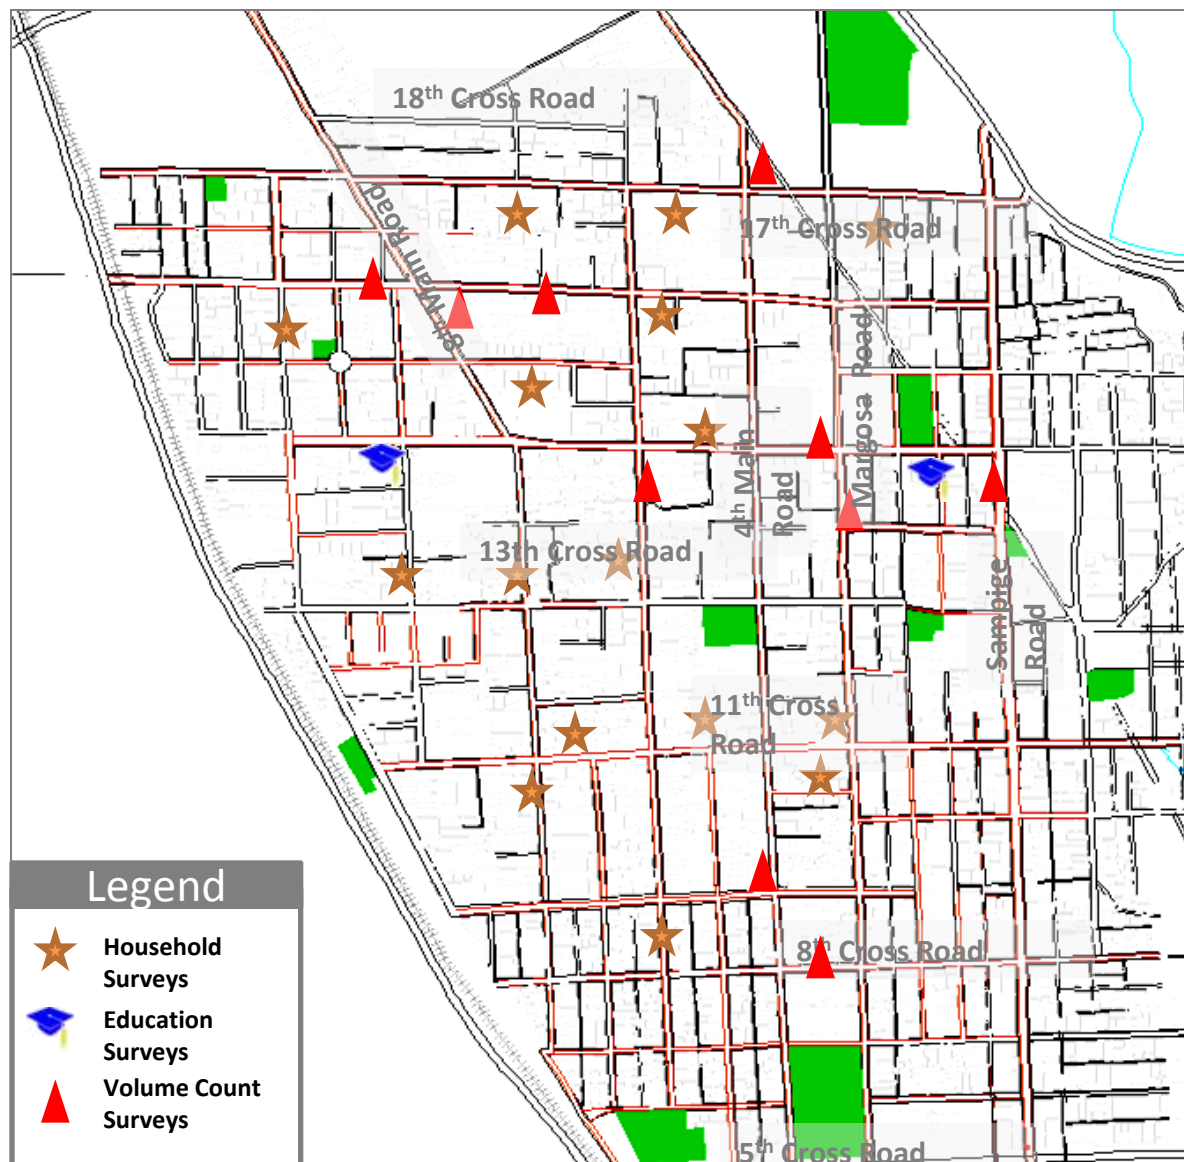 18th Cross Road
17th Cross Road
8th Main Road
Margosa Road
4th Main
Road
13th Cross Road
Sampige
Road
11th Cross
Road
8th Cross Road
5th Cross Road
Legend
Household
Surveys
Education
Surveys
Volume Count
Surveys